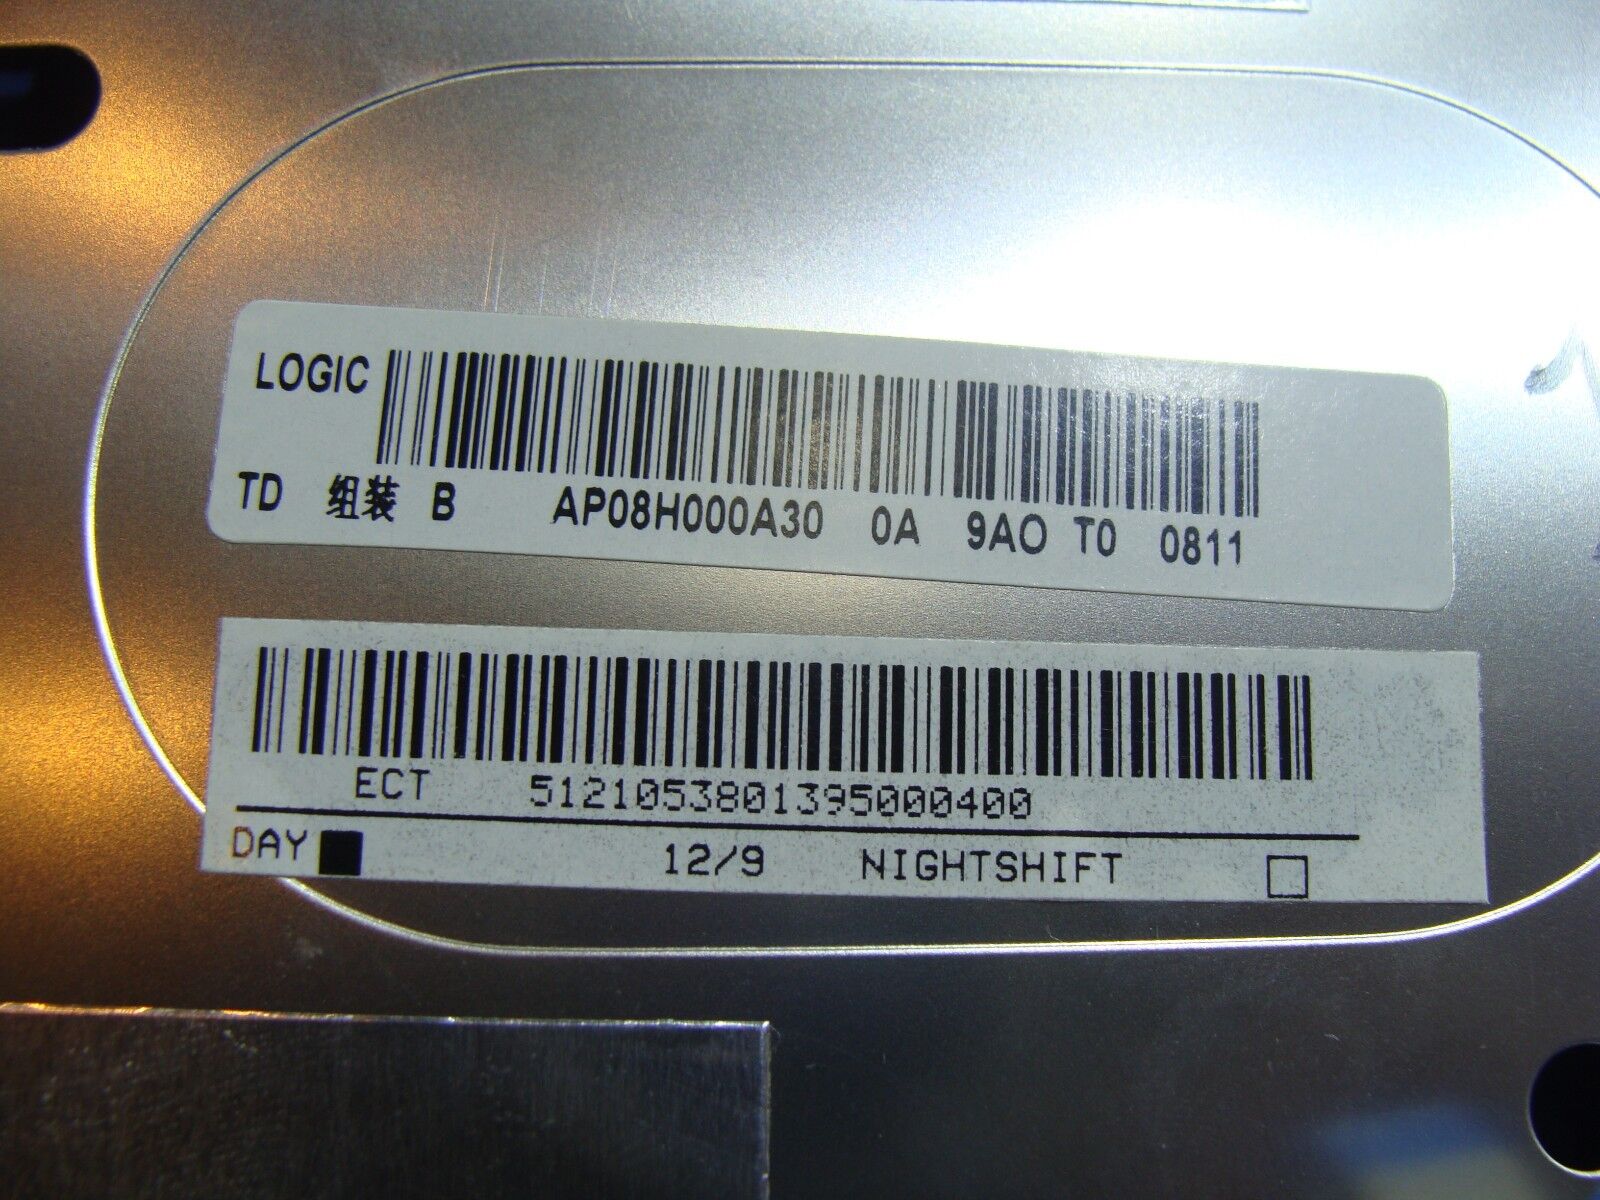 LOGIC
TD 组装 B AP08H000A30 0A 9AO T0 0811
ECT 5121053801395000400
DAY 12/9 NIGHTSHIFT